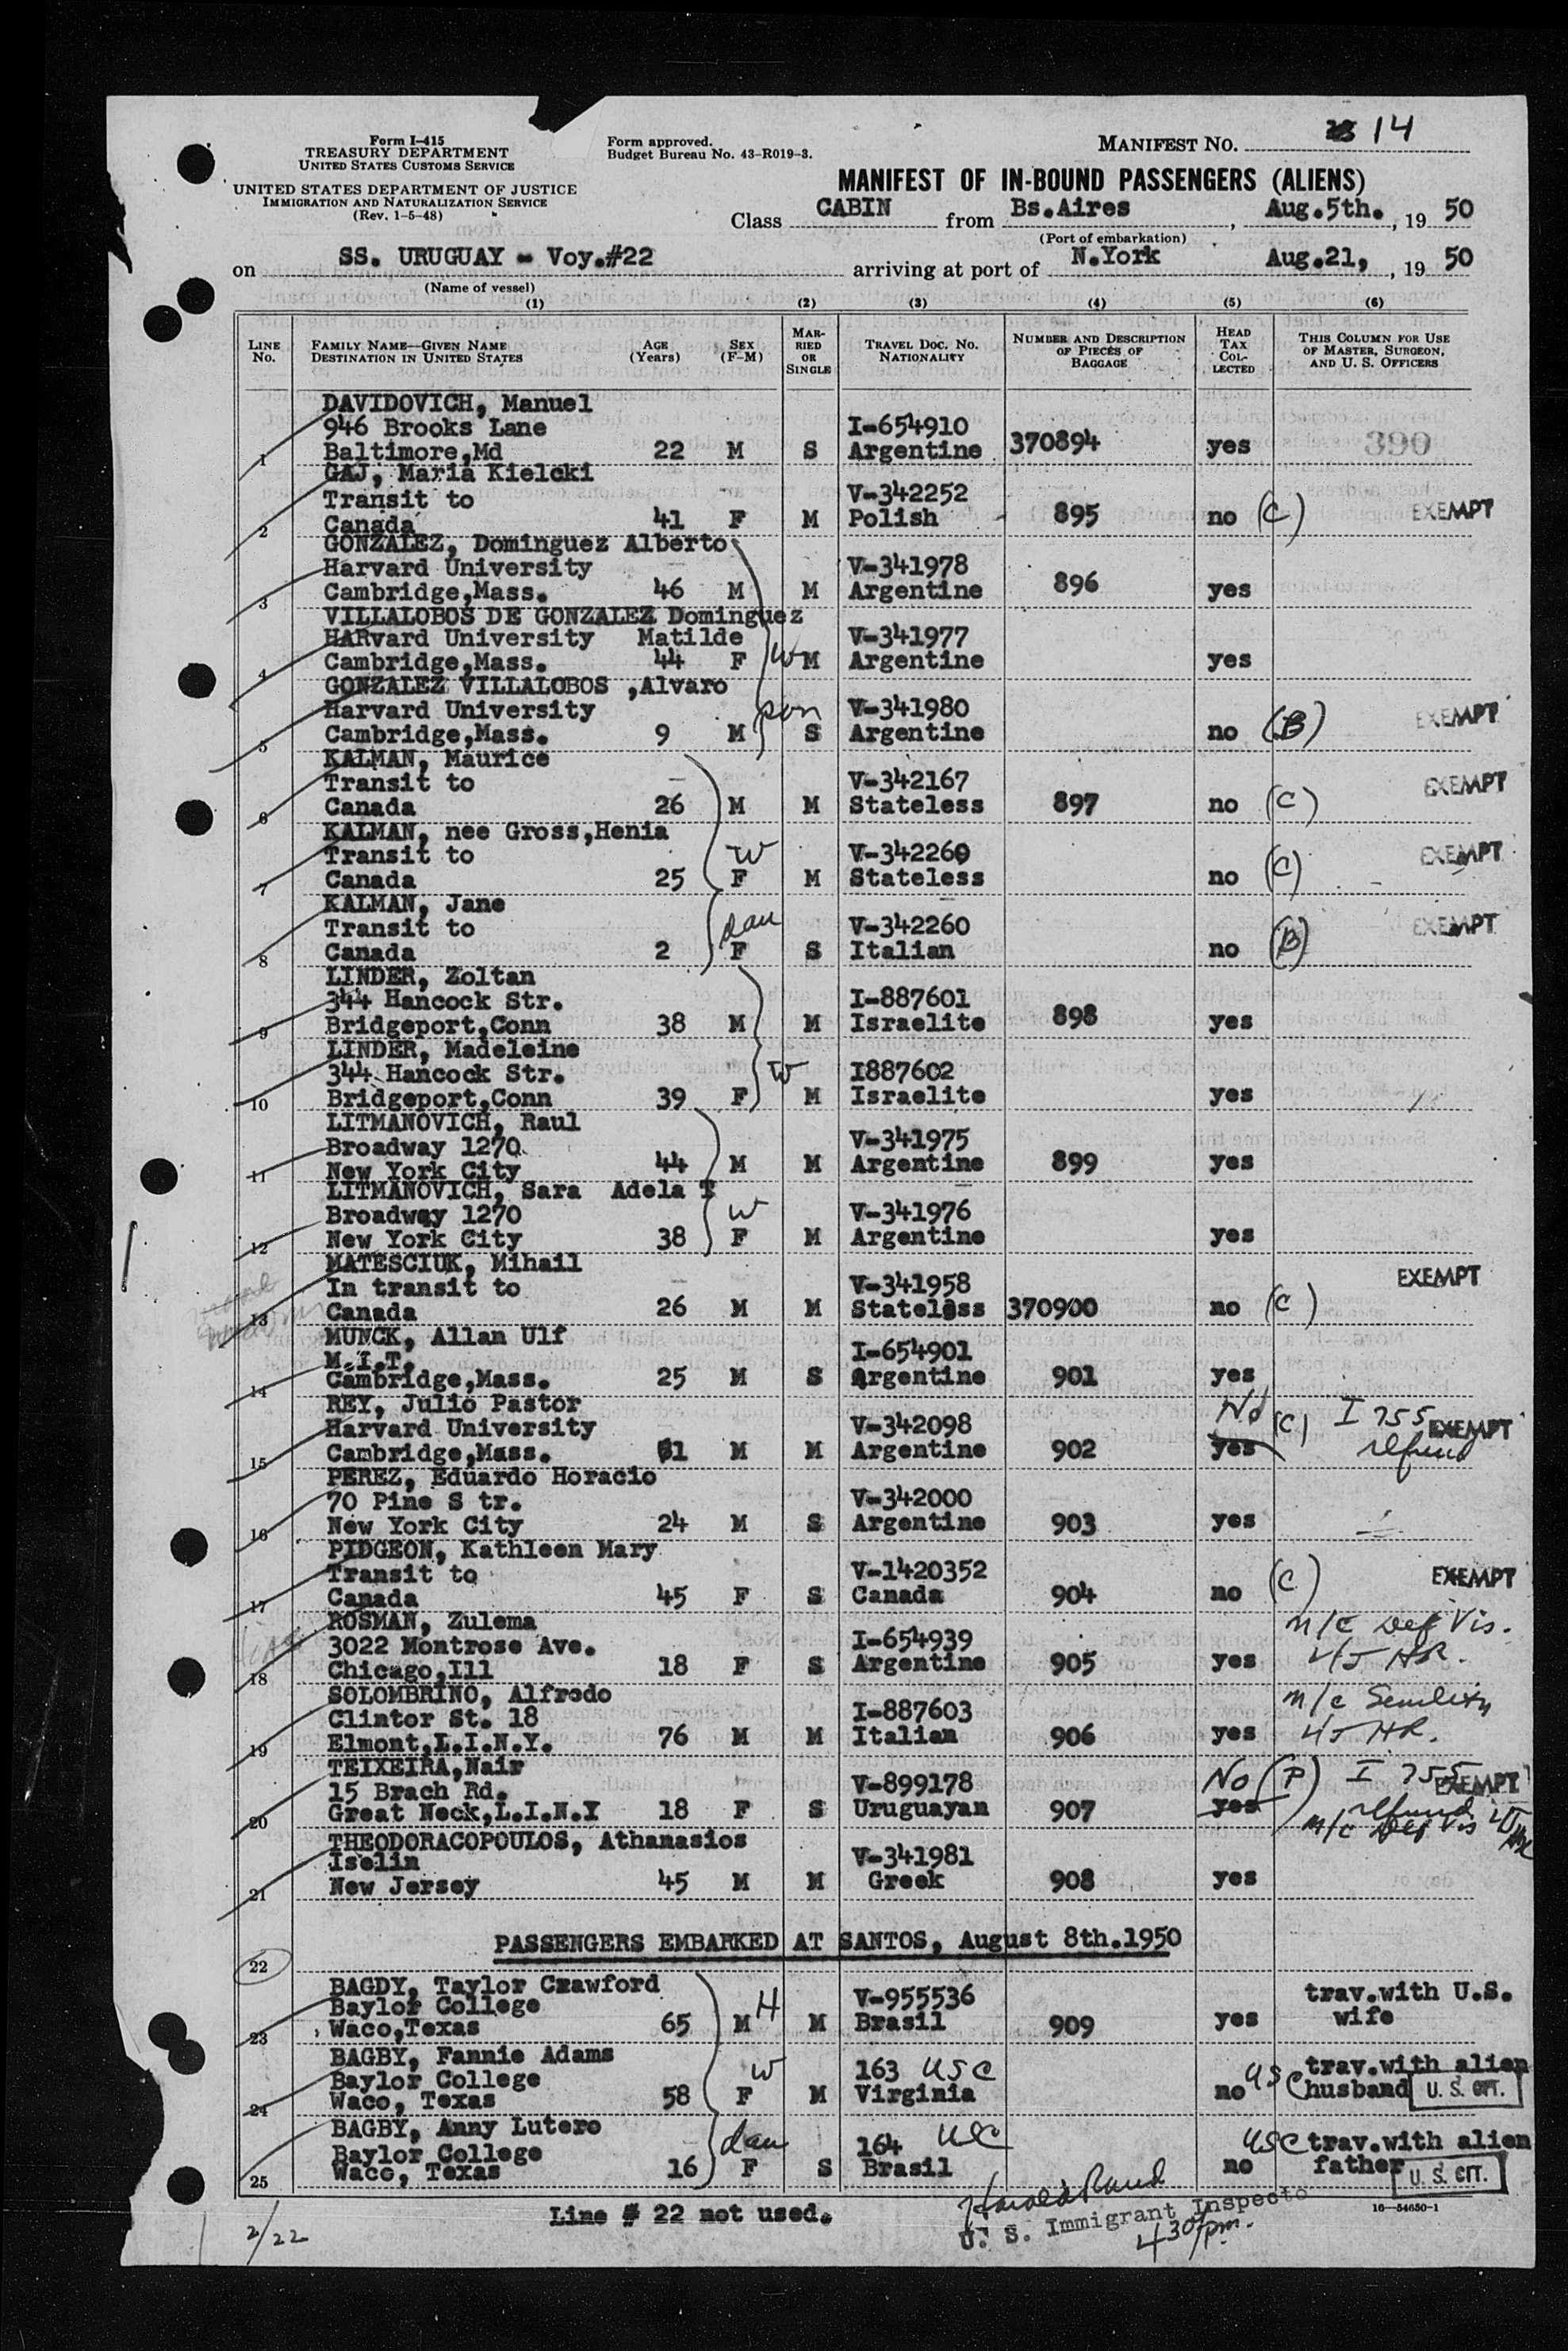 Form I-415
TREASURY DEPARTMENT
UNITED STATES CUSTOMS SERVICE
UNITED STATES DEPARTMENT OF JUSTICE
IMMIGRATION AND NATURALIZATION SERVICE
(Rev. 1-5-48)
Form approved.
Budget Bureau No. 43-R019-3.
MANIFEST NO. 14
MANIFEST OF IN-BOUND PASSENGERS (ALIENS)
Class CABIN from Bs.Aires, Aug.5th., 19 50
(Port of embarkation)
on SS. URUGUAY - Voy.#22 arriving at port of N.York Aug.21, , 19 50
(Name of vessel)
(1) (2) (3) (4) (5) (6)
LINE No. FAMILY NAME—GIVEN NAME DESTINATION IN UNITED STATES AGE (Years) SEX (F-M) MARRIED OR SINGLE TRAVEL DOC. NO. NATIONALITY NUMBER AND DESCRIPTION OF PIECES OF BAGGAGE HEAD TAX COLLECTED THIS COLUMN FOR USE OF MASTER, SURGEON, AND U. S. OFFICERS
DAVIDOVICH, Manuel
946 Brooks Lane I-654910
1 Baltimore,Md 22 M S Argentine 370894 yes 390
GAJ, Maria Kielcki
Transit to V-342252
2 Canada 41 F M Polish - 895 no (C) EXEMPT
GONZALEZ, Dominguez Alberto
Harvard University V-341978
3 Cambridge,Mass. 46 M M Argentine 896 yes
VILLALOBOS DE GONZALEZ Dominguez
HARvard University Matilde V-341977
4 Cambridge,Mass. 44 F W M Argentine yes
GONZALEZ VILLALOBOS ,Alvaro
Harvard University son V-341980
5 Cambridge,Mass. 9 M S Argentine no (B) EXEMPT
KALMAN, Maurice
Transit to V-342167
6 Canada 26 M M Stateless 897 no (C) EXEMPT
KALMAN, nee Gross,Henia
Transit to W V-342260
7 Canada 25 F M Stateless no (C) EXEMPT
KALMAN, Jane
Transit to dau V-342260
8 Canada 2 F S Italian no (B) EXEMPT
LINDER, Zoltan
344 Hancock Str. I-887601
9 Bridgeport,Conn 38 M M Israelite 898 yes
LINDER, Madeleine
344 Hancock Str. W I887602
10 Bridgeport,Conn 39 F M Israelite yes
LITMANOVICH, Raul
Broadway 1270 V-341975
11 New York City 44 M M Argentine 899 yes
LITMANOVICH, Sara Adela T
Broadway 1270 W V-341976
12 New York City 38 F M Argentine yes
MATESCIUK, Mihail
In transit to V-341958 EXEMPT
13 Canada 26 M M Stateless 370900 no (C)
MUNCK, Allan Ulf
M.I.T. I-654901
14 Cambridge,Mass. 25 M S Argentine 901 yes
REY, Julio Pastor No
Harvard University V-342098 (C) I 755 EXEMPT
15 Cambridge,Mass. 61 M M Argentine 902 yes refund
PEREZ, Eduardo Horacio
70 Pine S tr. V-342000
16 New York City 24 M S Argentine 903 yes
PIDGEON, Kathleen Mary
Transit to V-1420352
17 Canada 45 F S Canada 904 no (C) EXEMPT
ROSMAN, Zulema m/c Def Vis.
3022 Montrose Ave. I-654939
18 Chicago,Ill 18 F S Argentine 905 yes
SOLOMBRINO, Alfredo
Clintor St. 18 I-887603
19 Elmont,L.I.N.Y. 76 M M Italian 906 yes
TEIXEIRA,Nair
15 Brach Rd. V-899178 No (P) I 755 EXEMPT
20 Great Neck,L.I.N.Y 18 F S Uruguayan 907 yes refund
m/c Def Vis
THEODORACOPOULOS, Athanasios
Iselin V-341981
21 New Jersey 45 M M Greek 908 yes
22 PASSENGERS EMBARKED AT SANTOS, August 8th.1950
BAGDY, Taylor Crawford
Baylor College H V-955536 trav.with U.S.
23 Waco,Texas 65 M M Brasil 909 yes wife
BAGBY, Fannie Adams
Baylor College W 163 USC trav.with alien
24 Waco, Texas 58 F M Virginia no USC husband U. S. CIT.
BAGBY, Anny Lutero
Baylor College dau 164 USC USC trav.with alien
25 Waco, Texas 16 F S Brasil no father U. S. CIT.
Line # 22 not used. Harold Rand
U. S. Immigrant Inspecto
16—54650-1
2/22 4 30/pm.